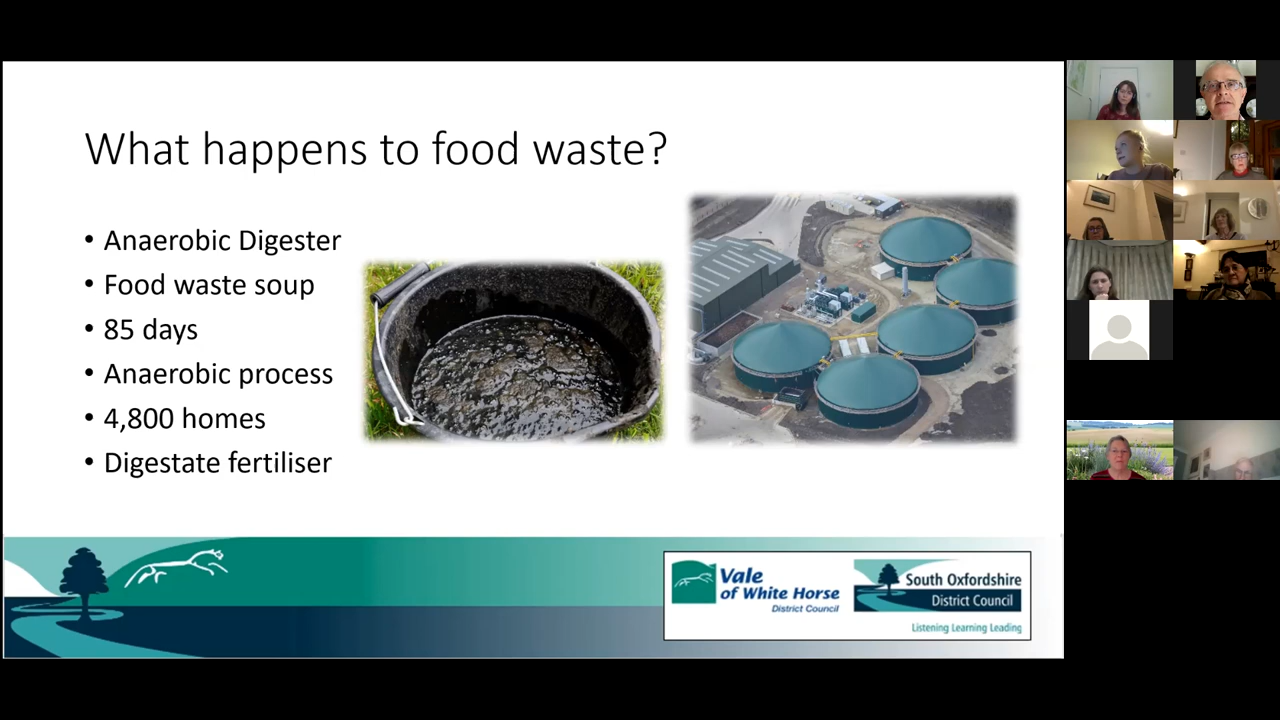 What happens to food waste?
• Anaerobic Digester
• Food waste soup
• 85 days
• Anaerobic process
• 4,800 homes
• Digestate fertiliser
Vale
of White Horse
District Council
South Oxfordshire
District Council
Listening Learning Leading